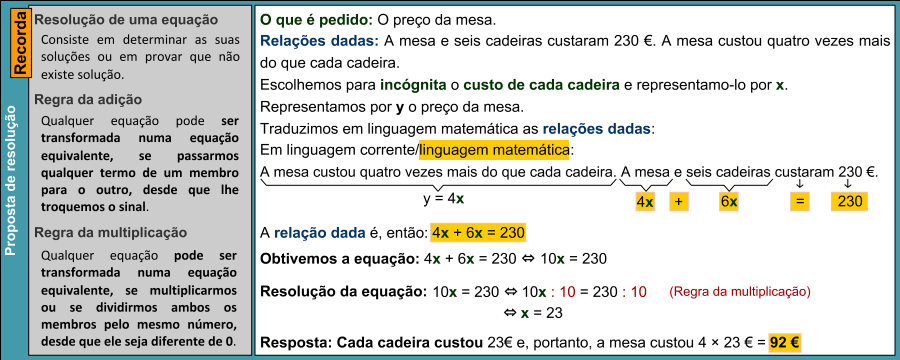 Proposta de resolução
Recorda
Resolução de uma equação
Consiste em determinar as suas
soluções ou em provar que não
existe solução.
Regra da adição
Qualquer equação pode ser
transformada numa equação
equivalente, se passarmos
qualquer termo de um membro
para o outro, desde que lhe
troquemos o sinal.
Regra da multiplicação
Qualquer equação pode ser
transformada numa equação
equivalente, se multiplicarmos
ou se dividirmos ambos os
membros pelo mesmo número,
desde que ele seja diferente de 0.
O que é pedido: O preço da mesa.
Relações dadas: A mesa e seis cadeiras custaram 230 €. A mesa custou quatro vezes mais
do que cada cadeira.
Escolhemos para incógnita o custo de cada cadeira e representamo-lo por x.
Representamos por y o preço da mesa.
Traduzimos em linguagem matemática as relações dadas:
Em linguagem corrente/linguagem matemática:
A mesa custou quatro vezes mais do que cada cadeira. A mesa e seis cadeiras custaram 230 €.
y = 4x 4x + 6x = 230
A relação dada é, então: 4x + 6x = 230
Obtivemos a equação: 4x + 6x = 230 ⇔ 10x = 230
Resolução da equação: 10x = 230 ⇔ 10x : 10 = 230 : 10 (Regra da multiplicação)
⇔ x = 23
Resposta: Cada cadeira custou 23€ e, portanto, a mesa custou 4 × 23 € = 92 €